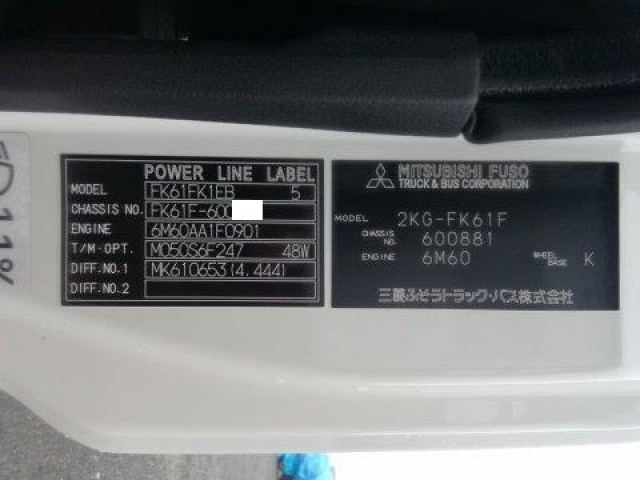 POWER LINE LABEL
MODEL FK61FK1EB 5
CHASSIS NO. FK61F-600
ENGINE 6M60AA1F0901
T/M·OPT. M050S6F247 48W
DIFF.NO.1 MK610653(4.444)
DIFF.NO.2
MITSUBISHI FUSO
TRUCK & BUS CORPORATION
MODEL 2KG-FK61F
CHASSIS NO. 600881
ENGINE 6M60 WHEEL BASE K
三菱ふそうトラック・バス株式会社
11%